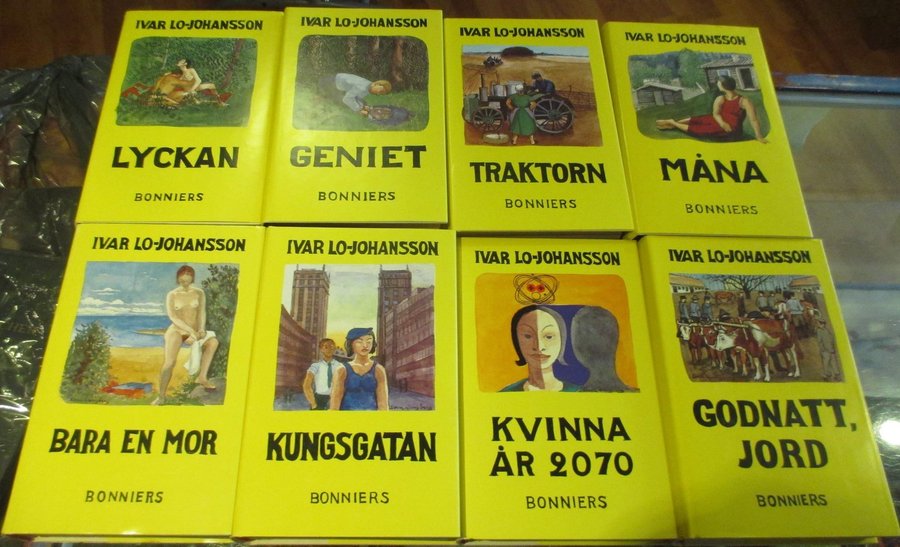 IVAR LO-JOHANSSON
LYCKAN
BONNIERS
IVAR LO-JOHANSSON
GENIET
BONNIERS
IVAR LO-JOHANSSON
TRAKTORN
BONNIERS
IVAR LO-JOHANSSON
MÅNA
BONNIERS
IVAR LO-JOHANSSON
BARA EN MOR
BONNIERS
IVAR LO-JOHANSSON
KUNGSGATAN
BONNIERS
IVAR LO-JOHANSSON
KVINNA
ÅR 2070
BONNIERS
IVAR LO-JOHANSSON
GODNATT,
JORD
BONNIERS